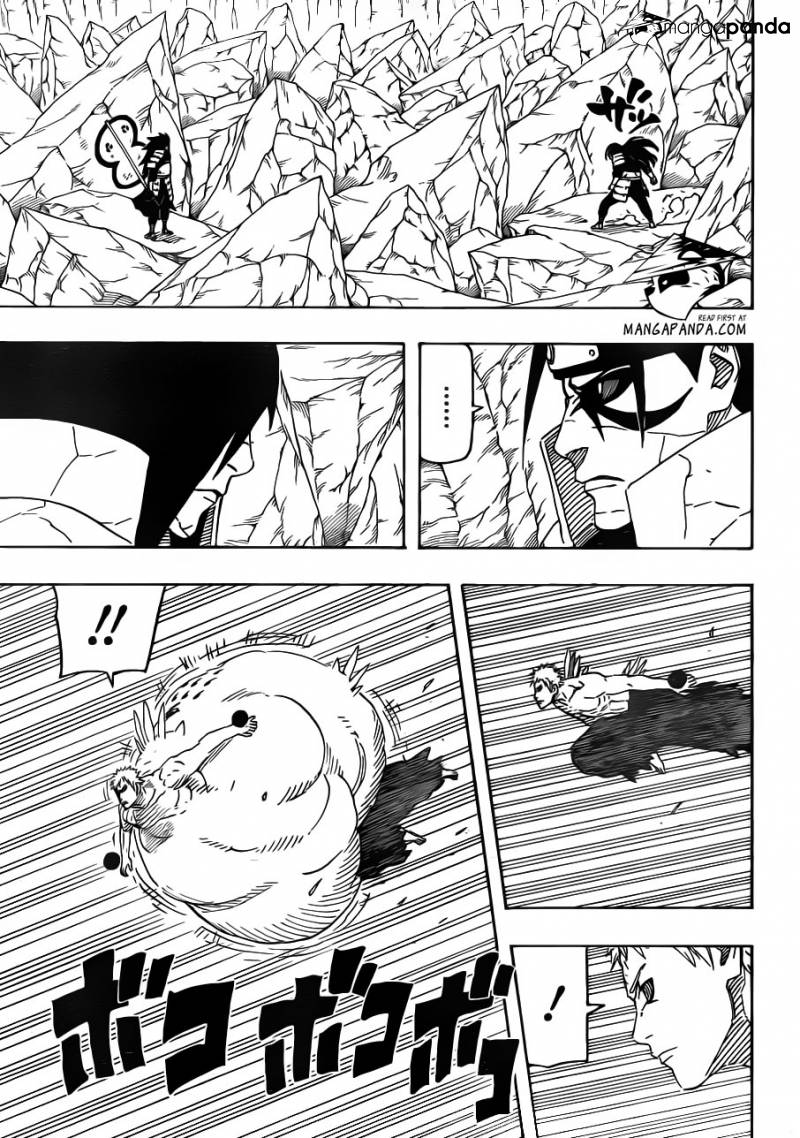 mangapanda
ザッ
READ FIRST AT
MANGAPANDA.COM
........
!
!!
ボコ ボコ ボコ